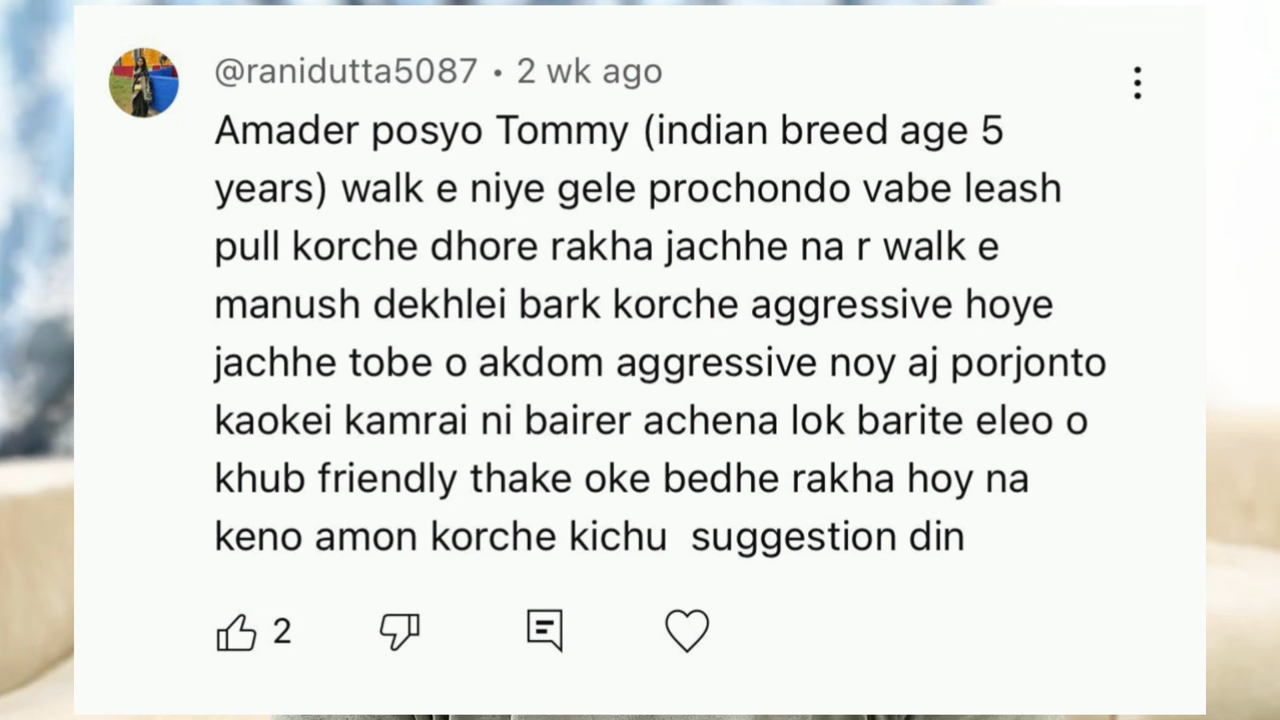 @ranidutta5087 • 2 wk ago
Amader posyo Tommy (indian breed age 5
years) walk e niye gele prochondo vabe leash
pull korche dhore rakha jachhe na r walk e
manush dekhlei bark korche aggressive hoye
jachhe tobe o akdom aggressive noy aj porjonto
kaokei kamrai ni bairer achena lok barite eleo o
khub friendly thake oke bedhe rakha hoy na
keno amon korche kichu  suggestion din
2